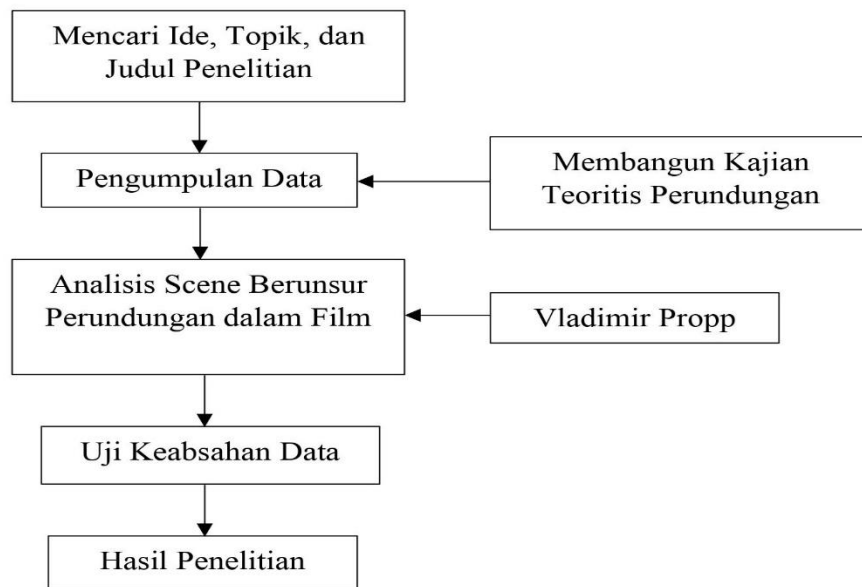 Mencari Ide, Topik, dan
Judul Penelitian
Pengumpulan Data
Membangun Kajian
Teoritis Perundungan
Analisis Scene Berunsur
Perundungan dalam Film
Vladimir Propp
Uji Keabsahan Data
Hasil Penelitian